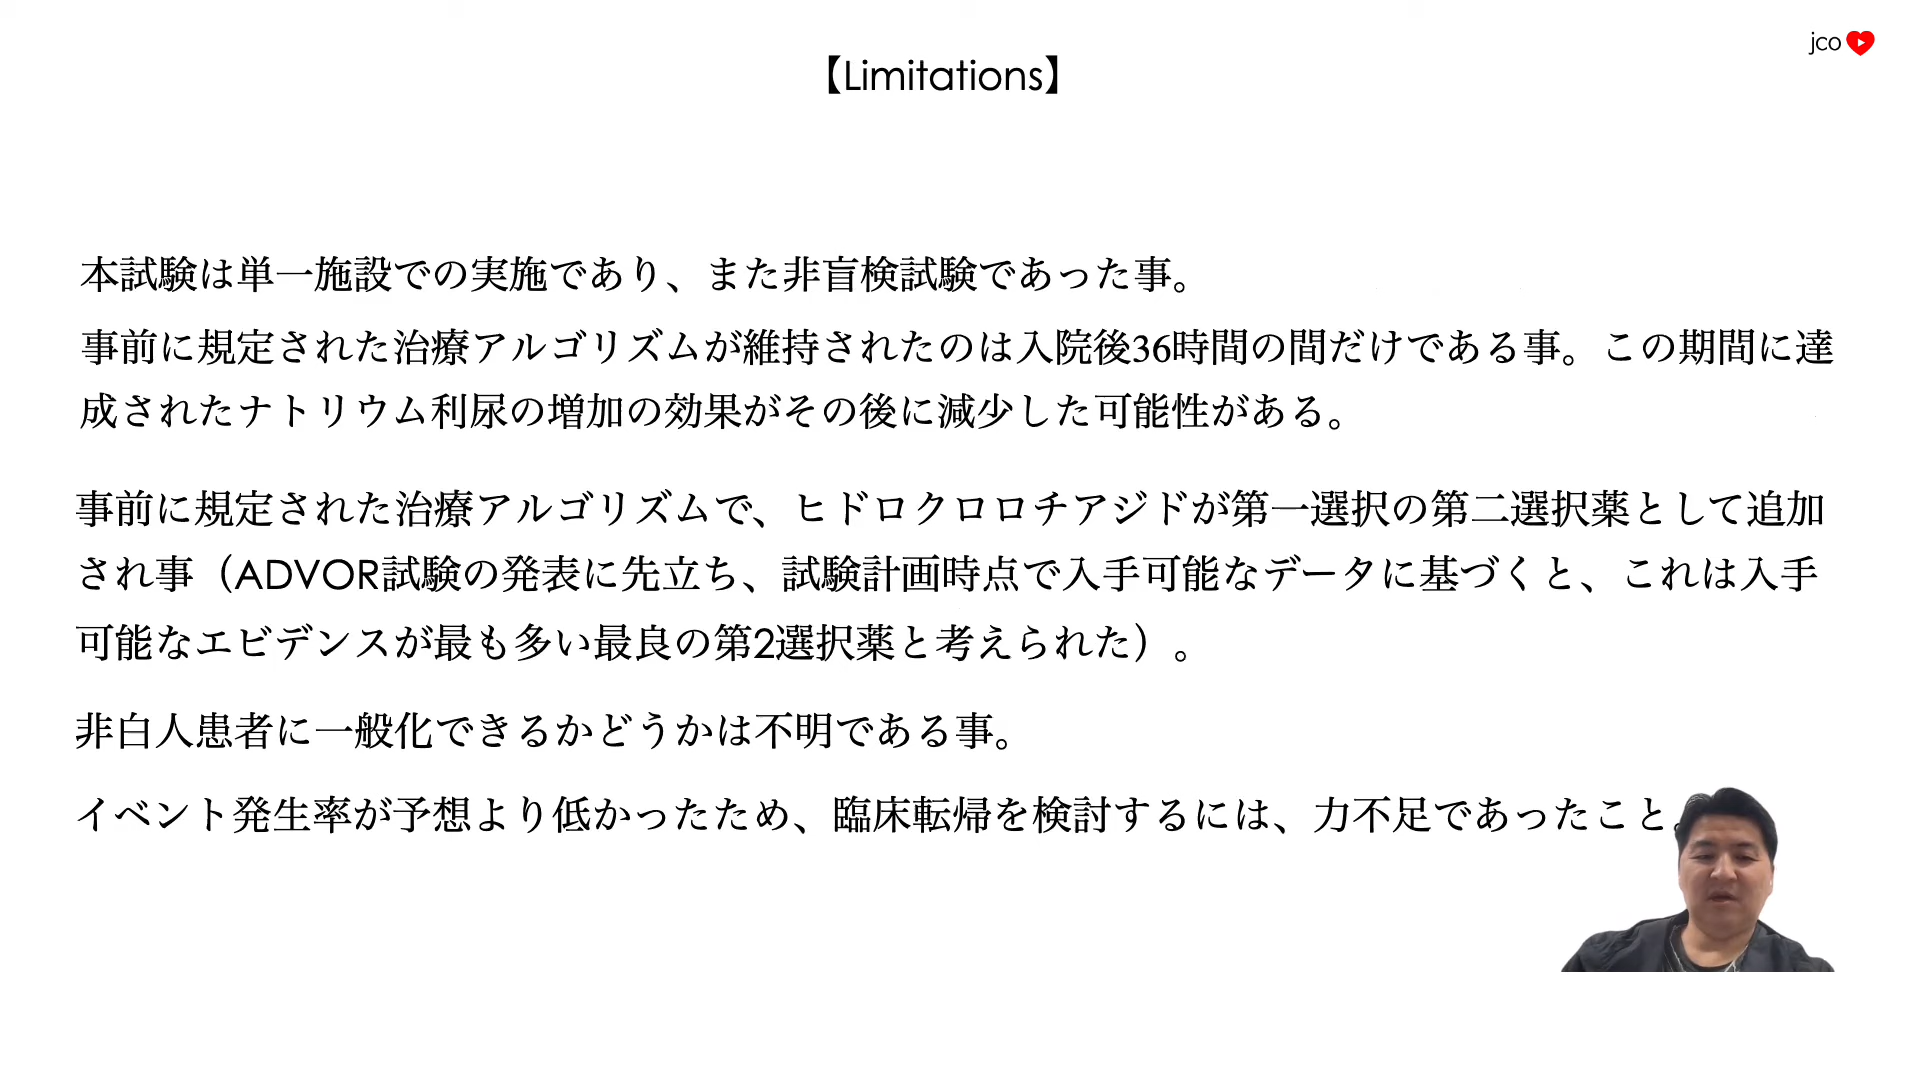 jco
【Limitations】
本試験は単一施設での実施であり、また非盲検試験であった事。
事前に規定された治療アルゴリズムが維持されたのは入院後36時間の間だけである事。この期間に達
成されたナトリウム利尿の増加の効果がその後に減少した可能性がある。
事前に規定された治療アルゴリズムで、ヒドロクロロチアジドが第一選択の第二選択薬として追加
され事（ADVOR試験の発表に先立ち、試験計画時点で入手可能なデータに基づくと、これは入手
可能なエビデンスが最も多い最良の第2選択薬と考えられた）。
非白人患者に一般化できるかどうかは不明である事。
イベント発生率が予想より低かったため、臨床転帰を検討するには、力不足であったこと。